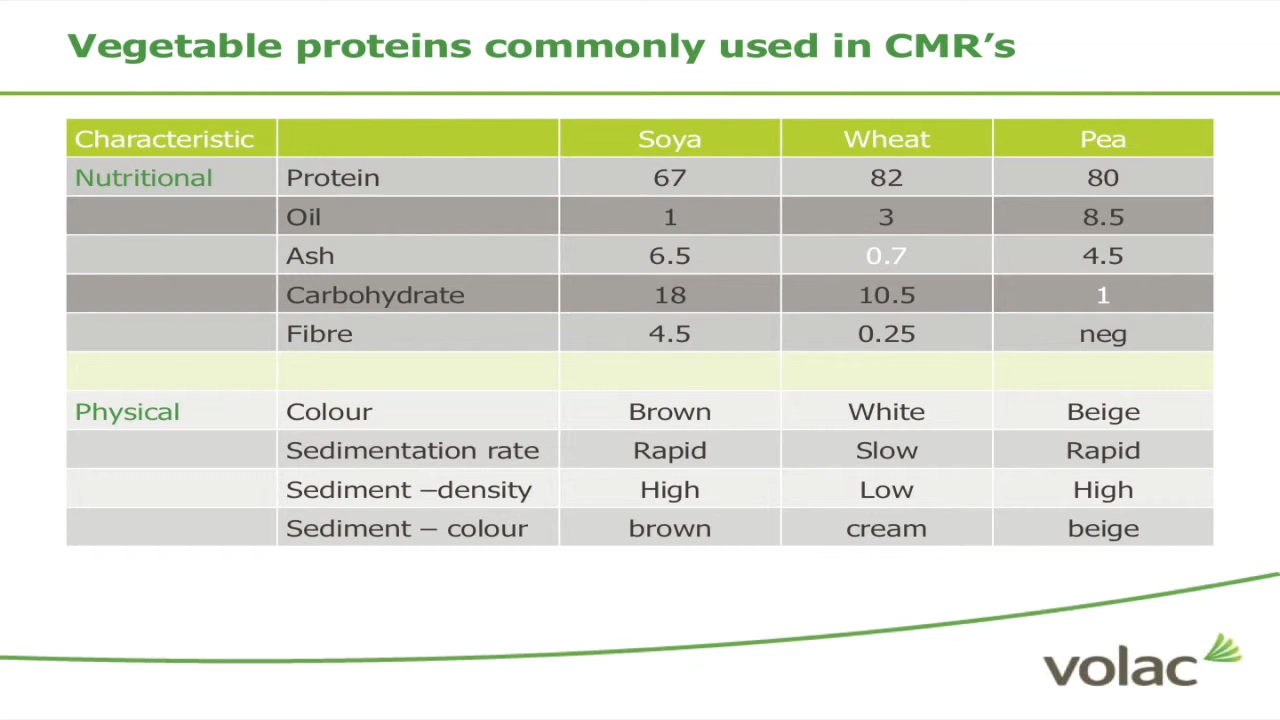 Vegetable proteins commonly used in CMR’s
Characteristic Soya Wheat Pea
Nutritional Protein 67 82 80
Oil 1 3 8.5
Ash 6.5 0.7 4.5
Carbohydrate 18 10.5 1
Fibre 4.5 0.25 neg
Physical Colour Brown White Beige
Sedimentation rate Rapid Slow Rapid
Sediment –density High Low High
Sediment – colour brown cream beige
volac